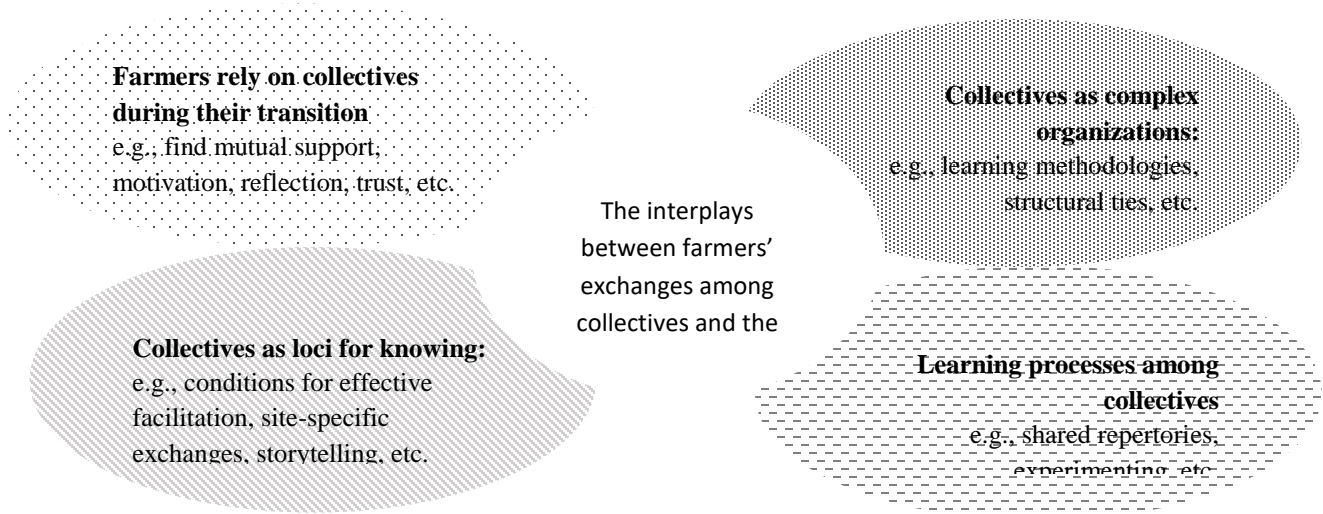 Farmers rely on collectives
during their transition
e.g., find mutual support,
motivation, reflection, trust, etc.
Collectives as complex
organizations:
e.g., learning methodologies,
structural ties, etc.
The interplays
between farmers’
exchanges among
collectives and the
Collectives as loci for knowing:
e.g., conditions for effective
facilitation, site-specific
exchanges, storytelling, etc.
Learning processes among
collectives
e.g., shared repertories,
experimenting, etc